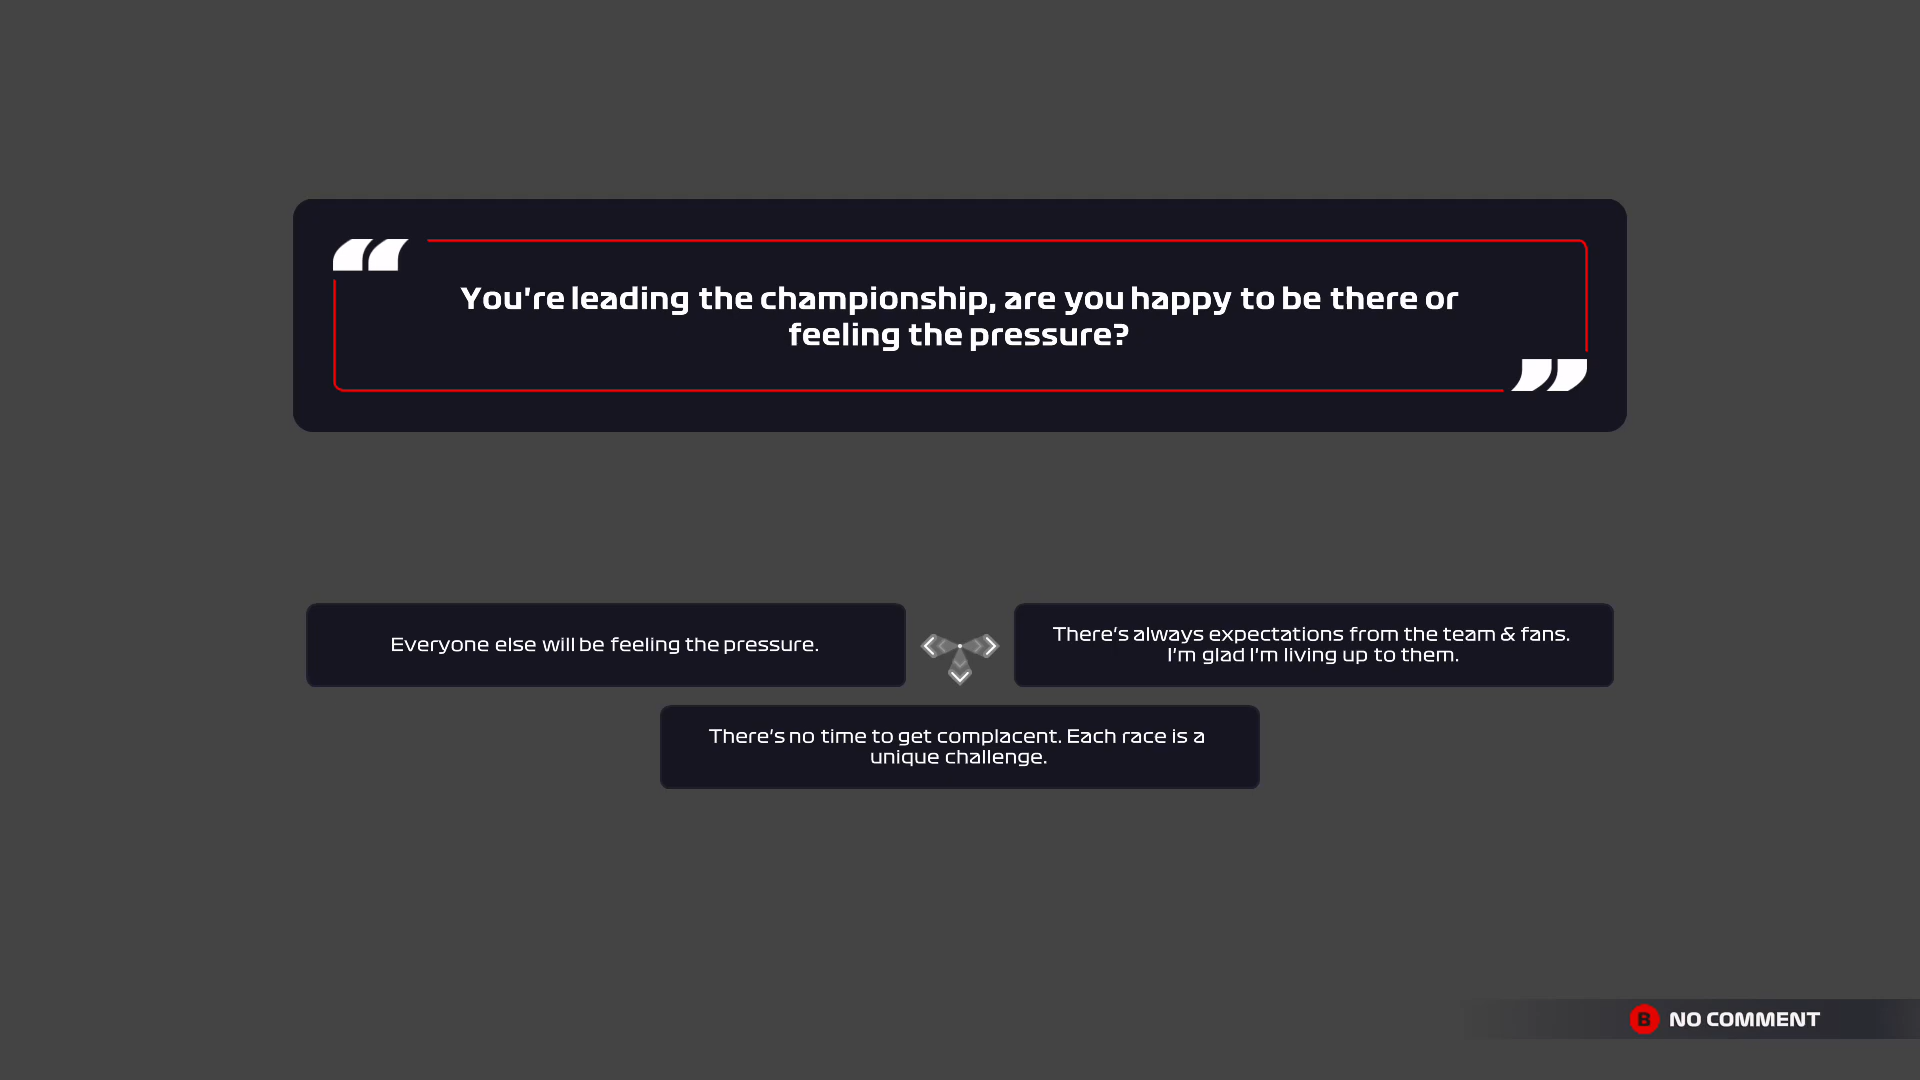 You're leading the championship, are you happy to be there or
feeling the pressure?
Everyone else will be feeling the pressure.
There's always expectations from the team & fans.
I'm glad I'm living up to them.
There's no time to get complacent. Each race is a
unique challenge.
B NO COMMENT